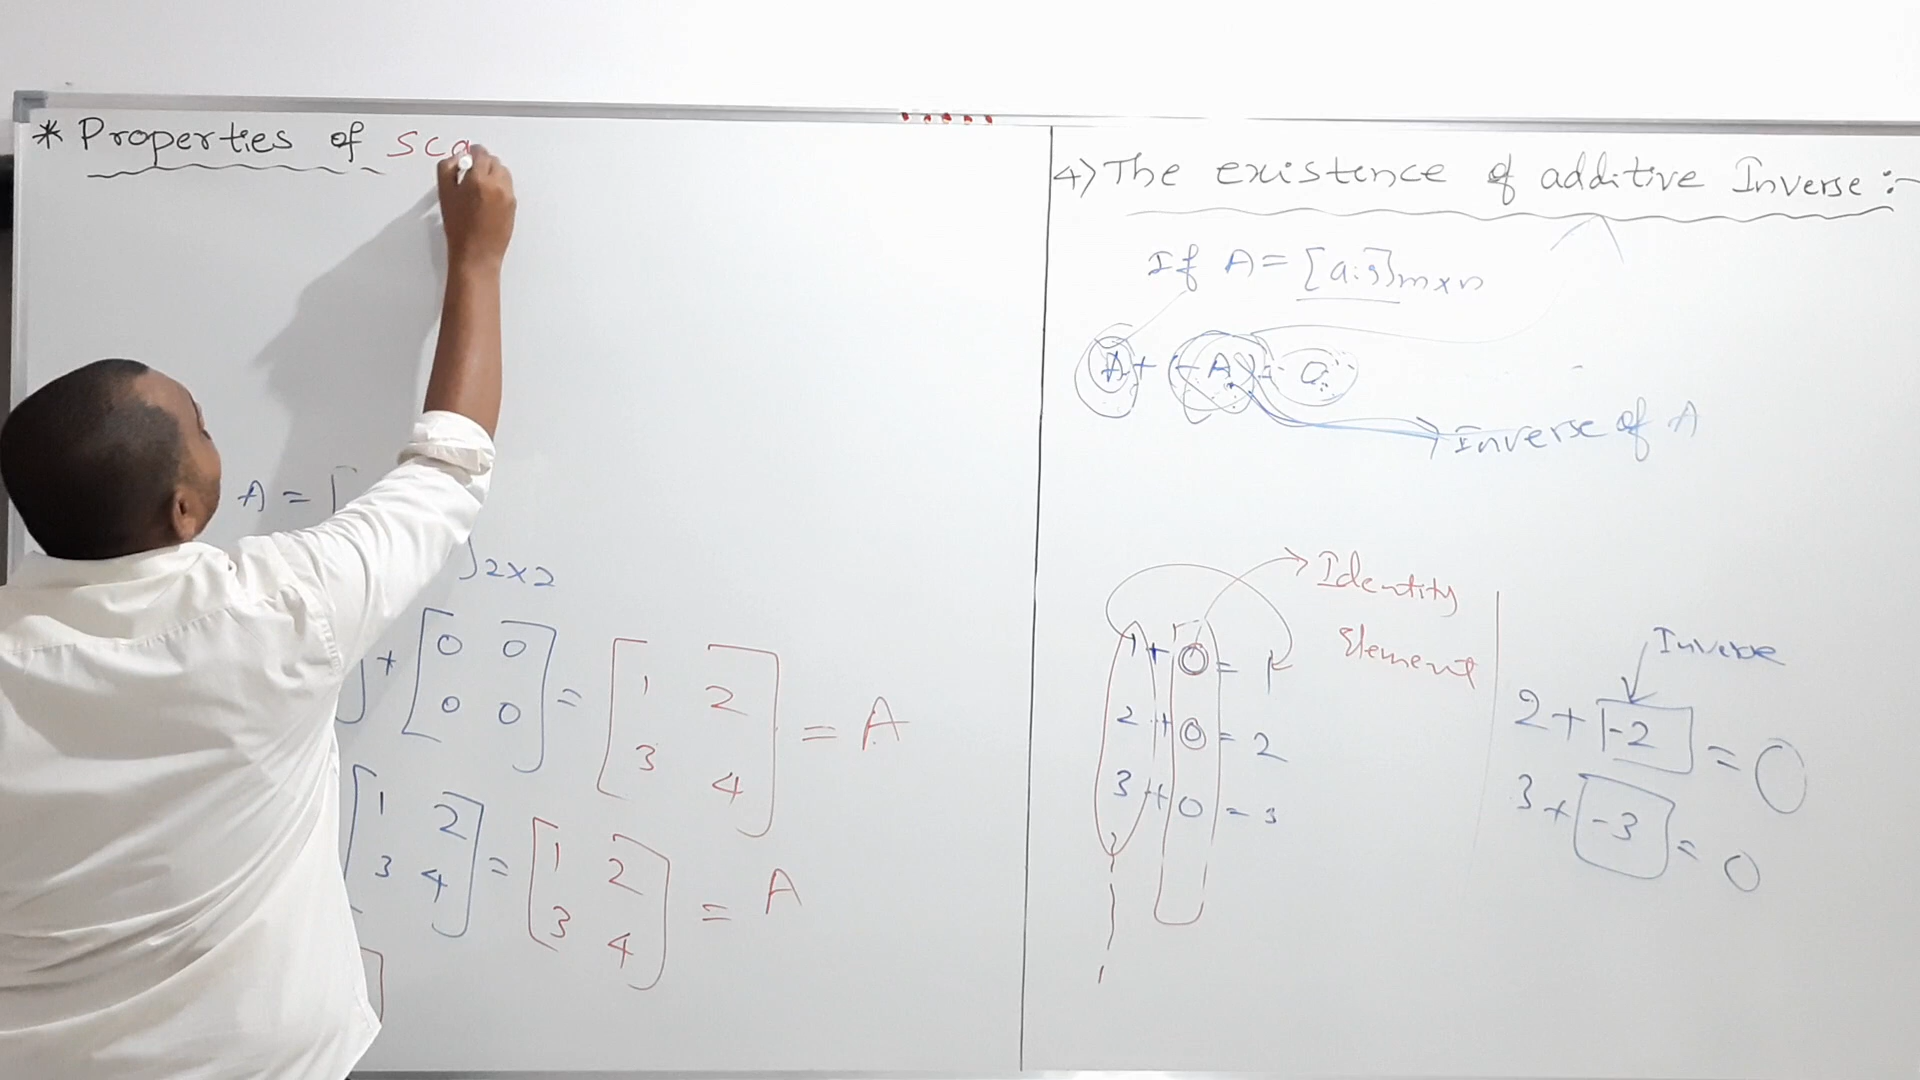 * Properties of sca
A = [
]2×2
] + [0 0
0 0] = [1 2
3 4] = A
[1 2
3 4] = [1 2
3 4] = A
4) The existence of additive Inverse :-
If A = [aij]m×n
A + (-A) = O
Inverse of A
Identity
Element
1 + 0 = 1
2 + 0 = 2
3 + 0 = 3
Inverse
2 + -2 = 0
3 + -3 = 0